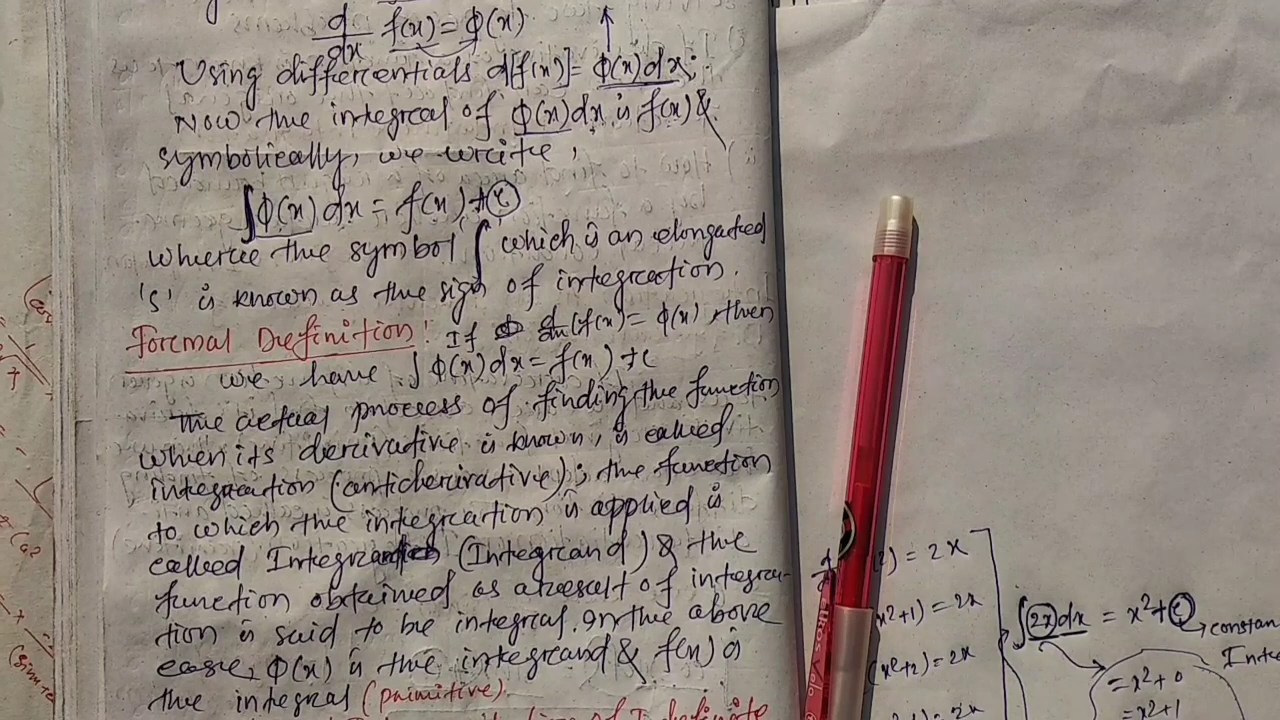 d/dx f(x) = ϕ(x)
Using differentials d[f(x)] = ϕ(x)dx;
Now the integral of ϕ(x)dx is f(x) &
symbolically, we write,
∫ϕ(x)dx = f(x) + c
where the symbol ∫ which is an elongated
'S' is known as the sign of integration.
Formal Definition: If d/dx (f(x)) = ϕ(x), then
we have ∫ϕ(x)dx = f(x) + c
The actual process of finding the function
when its derivative is known, is called
integration (antiderivative); the function
to which the integration is applied is
called (Integrand) & the
function obtained as a result of integra-
tion is said to be integral. In the above
case, ϕ(x) is the integrand & f(x) is
the integral (primitive).
Indefinite
d/dx 2) = 2x
x²+1) = 2x
(x²+2) = 2x
= 2x
∫2x dx = x² + c
constan
Inte
= x² + 0
= x² + 1